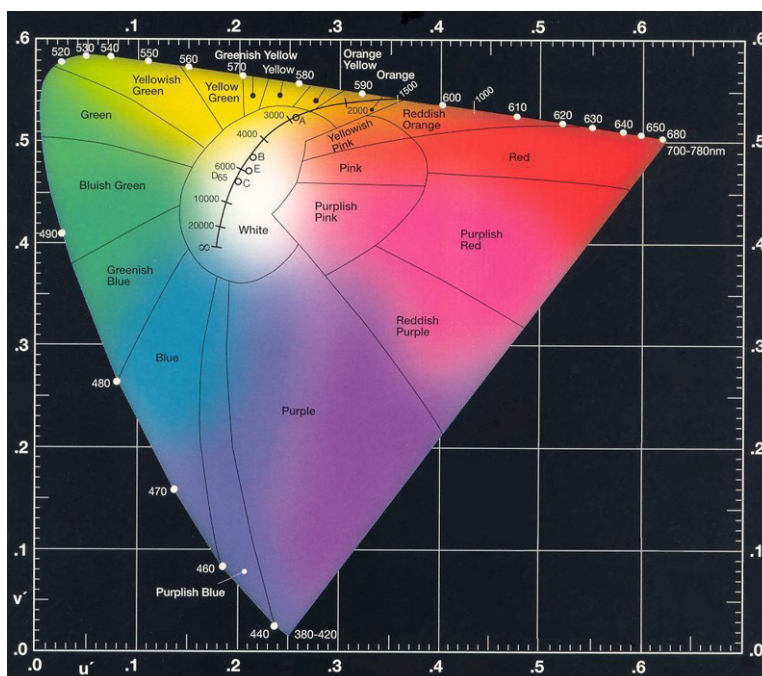 .1 .2 .3 .4 .5
.6
520 530 540 550 560 570 580 590 600 610 620 630 640 650 680
700-780nm
Greenish Yellow
Yellow
Orange
Yellow
Orange
Yellowish
Green
Yellow
Green
Green
3000
A
2000
1500
1000
Reddish
Orange
.5
4000
Yellowish
Pink
B
6000
E
D65
C
Pink
Red
.5
Bluish Green
10000
Purplish
Pink
20000
White
∞
Purplish
Red
490
.4
.4
Greenish
Blue
Reddish
Purple
.3
.3
Blue
480
Purple
.2
.2
470
.1
.1
460
Purplish Blue
v´
440
380-420
.0
.0
.0 u´ .1 .2 .3 .4 .5 .6